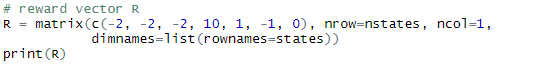 # reward vector R
R = matrix(c(-2, -2, -2, 10, 1, -1, 0), nrow=nstates, ncol=1,
dimnames=list(rownames=states))
print(R)